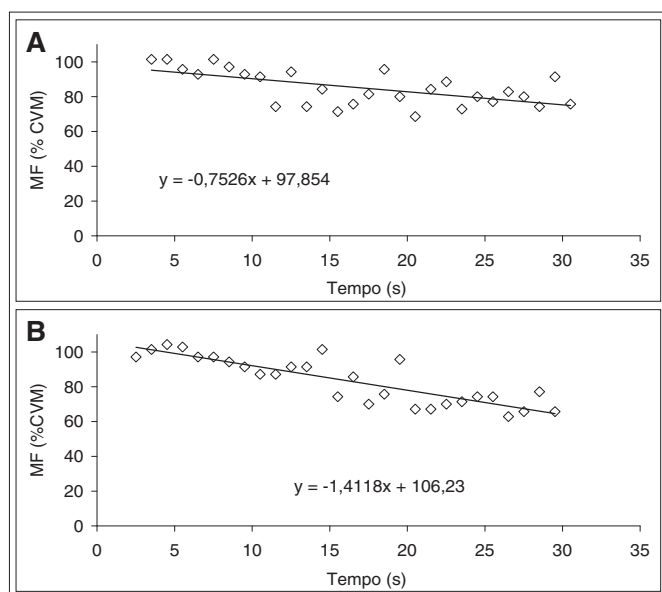 A
MF (% CVM)
100
80
60
40
20
0
y = -0,7526x + 97,854
0 5 10 15 20 25 30 35
Tempo (s)
B
MF (%CVM)
100
80
60
40
20
0
y = -1,4118x + 106,23
0 5 10 15 20 25 30 35
Tempo (s)